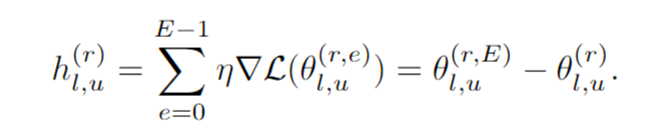 $h_{l,u}^{(r)} = \sum_{e=0}^{E-1} \eta \nabla \mathcal{L}(\theta_{l,u}^{(r,e)}) = \theta_{l,u}^{(r,E)} - \theta_{l,u}^{(r)}.$